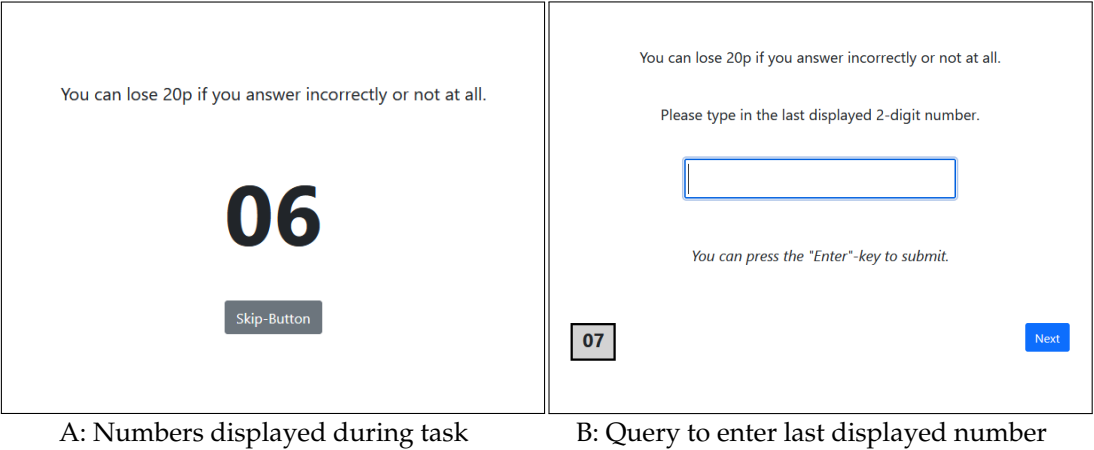 You can lose 20p if you answer incorrectly or not at all.
06
Skip-Button
A: Numbers displayed during task
You can lose 20p if you answer incorrectly or not at all.
Please type in the last displayed 2-digit number.
You can press the "Enter"-key to submit.
07
Next
B: Query to enter last displayed number